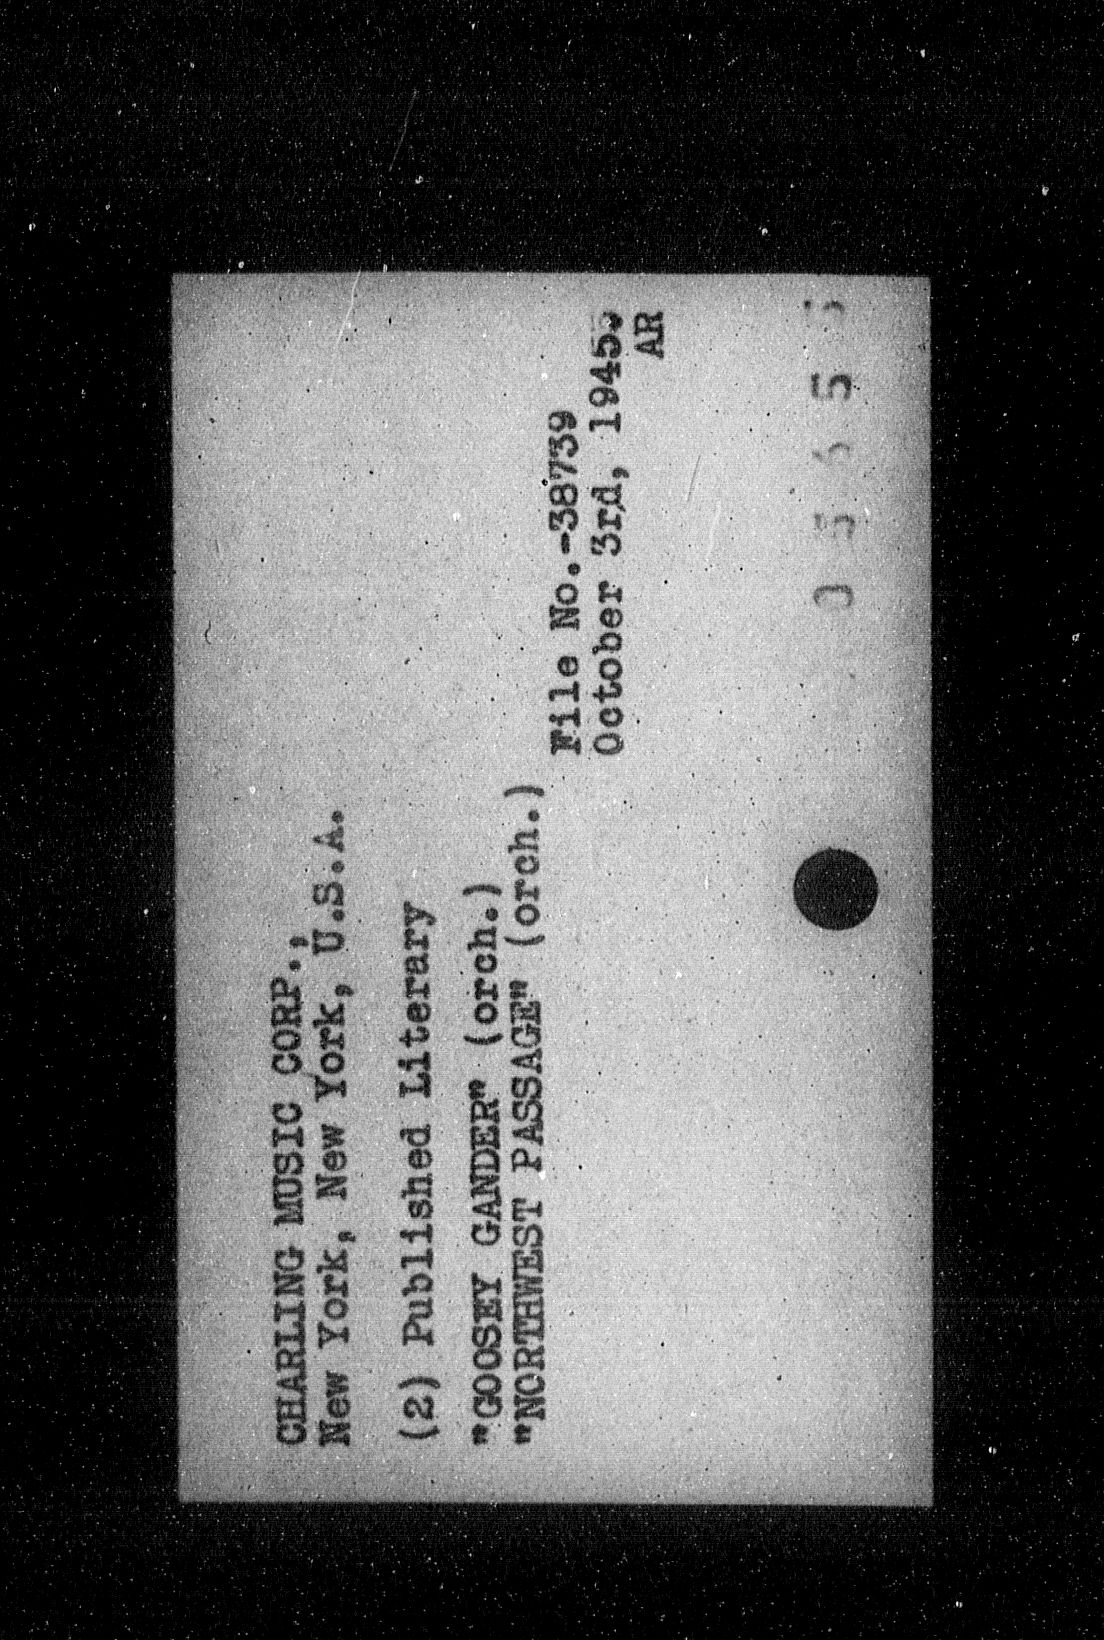 CHARLING MUSIC CORP.,
New York, New York, U.S.A.
(2) Published Literary
"GOOSEY GANDER" (orch.)
"NORTHWEST PASSAGE" (orch.)
File No.-38739
October 3rd, 1945.
AR